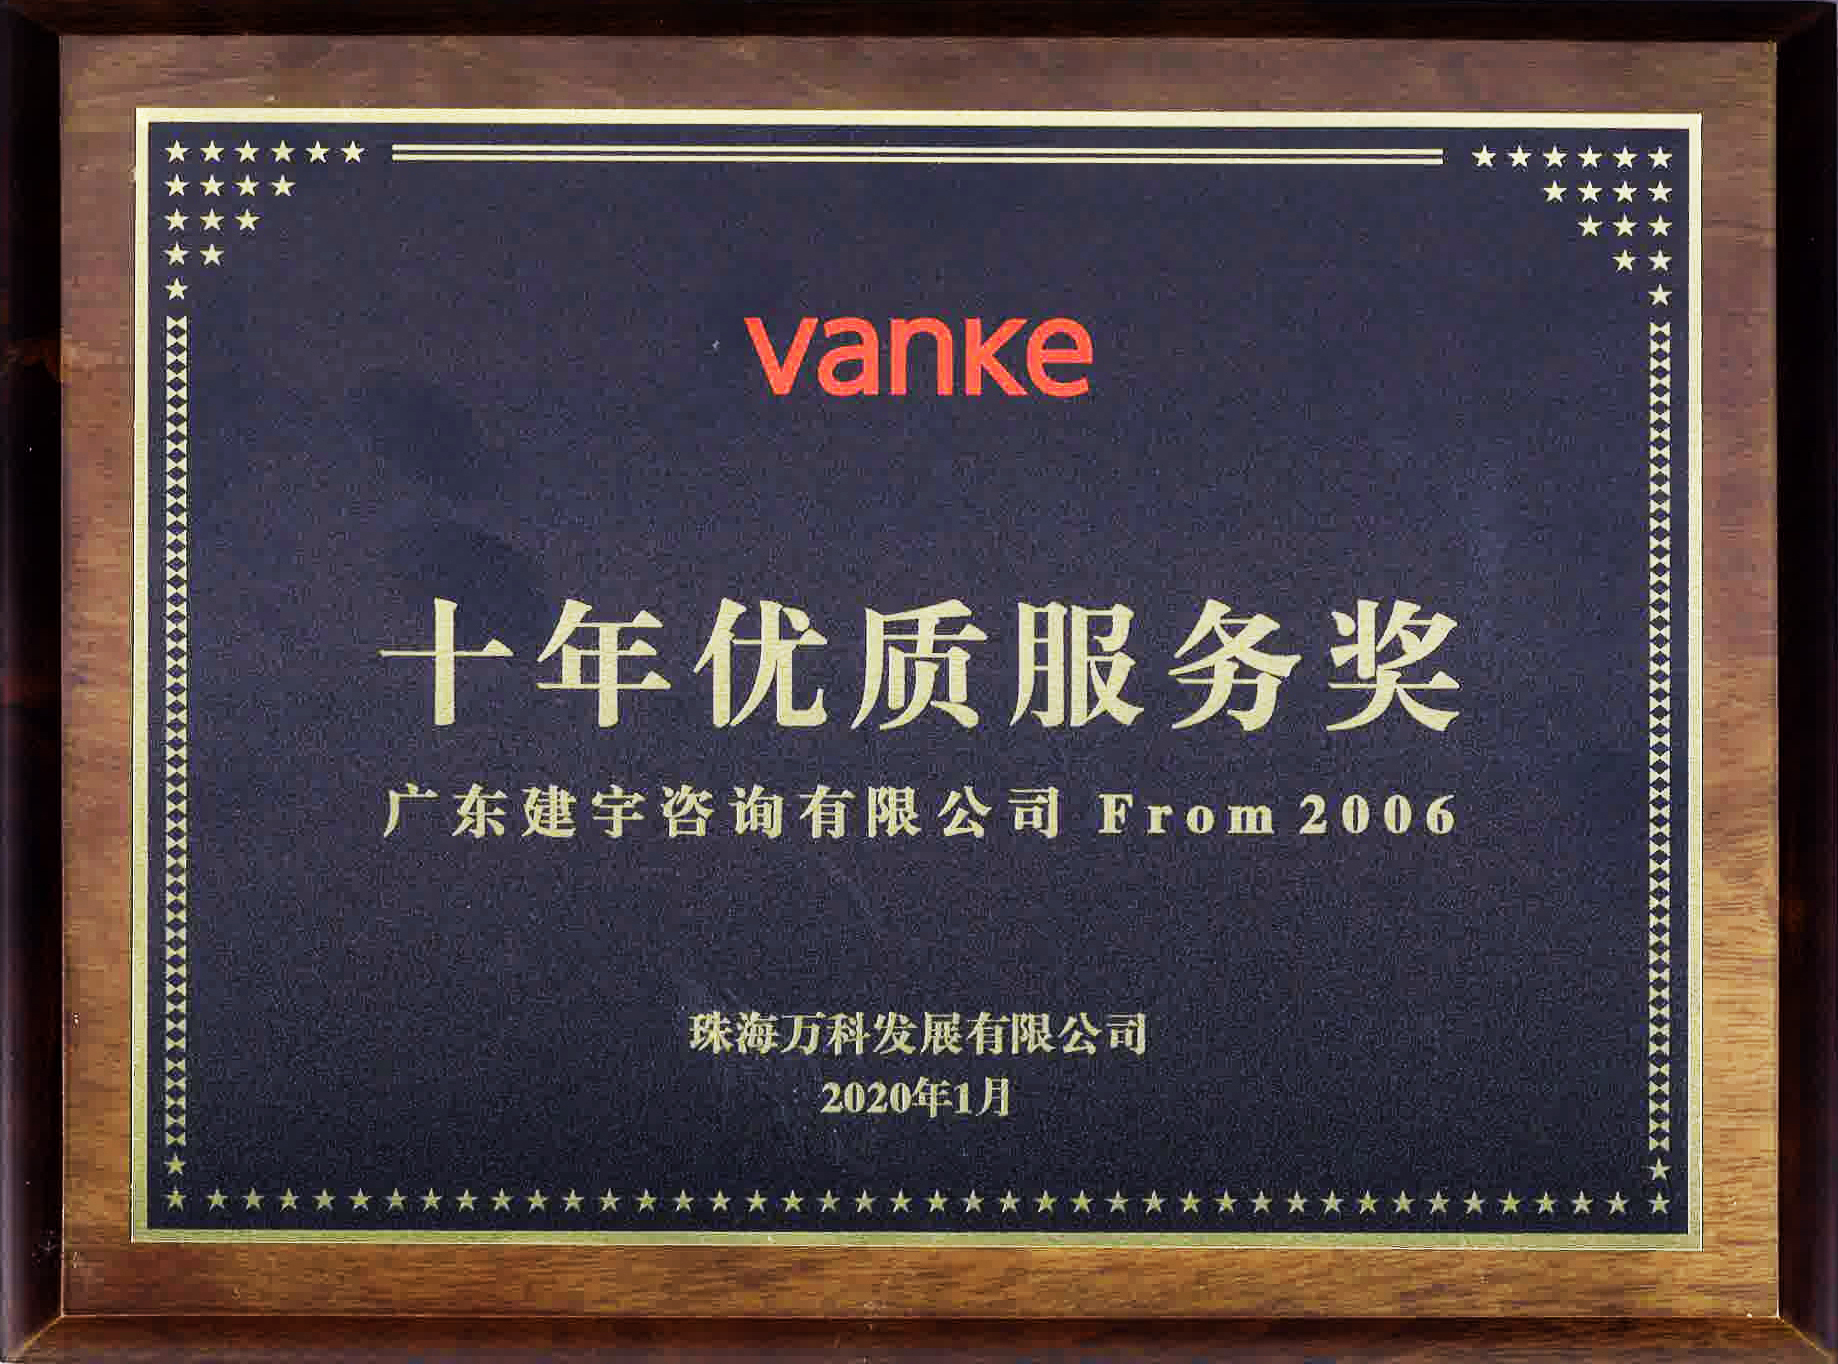 vanke
十年优质服务奖
广东建宇咨询有限公司 From 2006
珠海万科发展有限公司
2020年1月